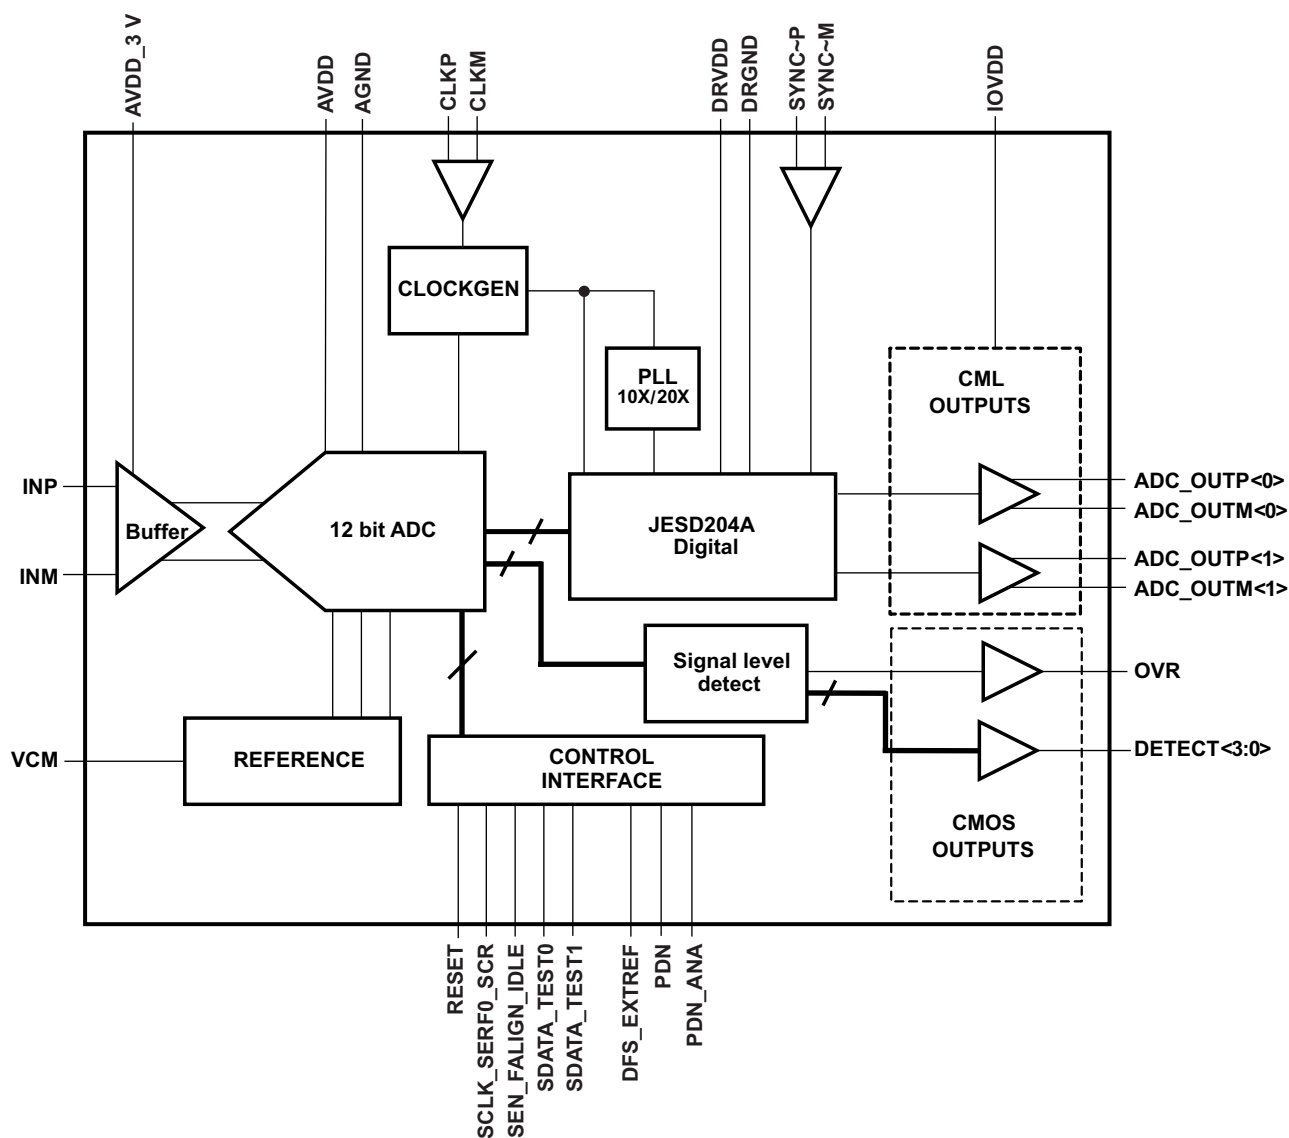 AVDD_3 V
AVDD
AGND
CLKP
CLKM
DRVDD
DRGND
SYNC~P
SYNC~M
IOVDD
CLOCKGEN
PLL
10X/20X
CML
OUTPUTS
INP
INM
Buffer
12 bit ADC
JESD204A
Digital
ADC_OUTP<0>
ADC_OUTM<0>
ADC_OUTP<1>
ADC_OUTM<1>
Signal level
detect
OVR
DETECT<3:0>
VCM
REFERENCE
CONTROL
INTERFACE
CMOS
OUTPUTS
RESET
SCLK_SERF0_SCR
SEN_FALIGN_IDLE
SDATA_TEST0
SDATA_TEST1
DFS_EXTREF
PDN
PDN_ANA